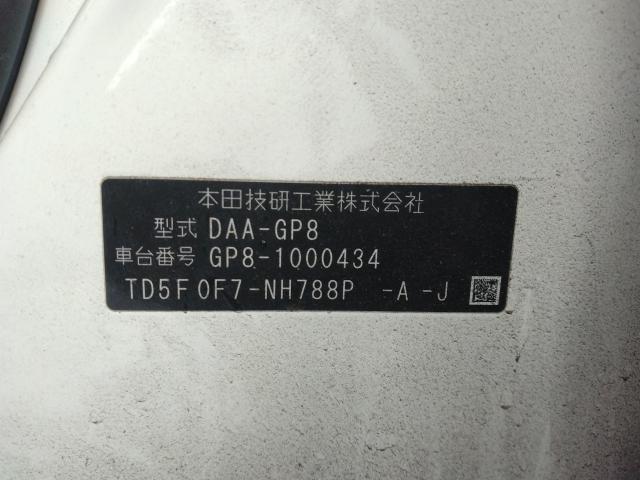 本田技研工業株式会社
型式 DAA-GP8
車台番号 GP8-1000434
TD5F 0F7-NH788P -A -J